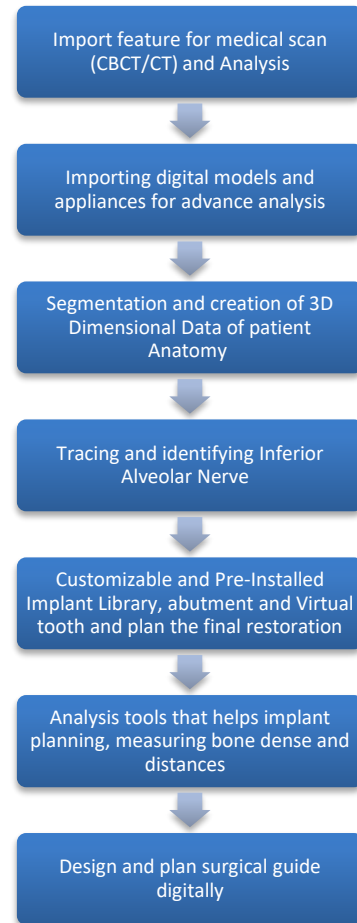 Import feature for medical scan
(CBCT/CT) and Analysis
Importing digital models and
appliances for advance analysis
Segmentation and creation of 3D
Dimensional Data of patient
Anatomy
Tracing and identifying Inferior
Alveolar Nerve
Customizable and Pre-Installed
Implant Library, abutment and Virtual
tooth and plan the final restoration
Analysis tools that helps implant
planning, measuring bone dense and
distances
Design and plan surgical guide
digitally